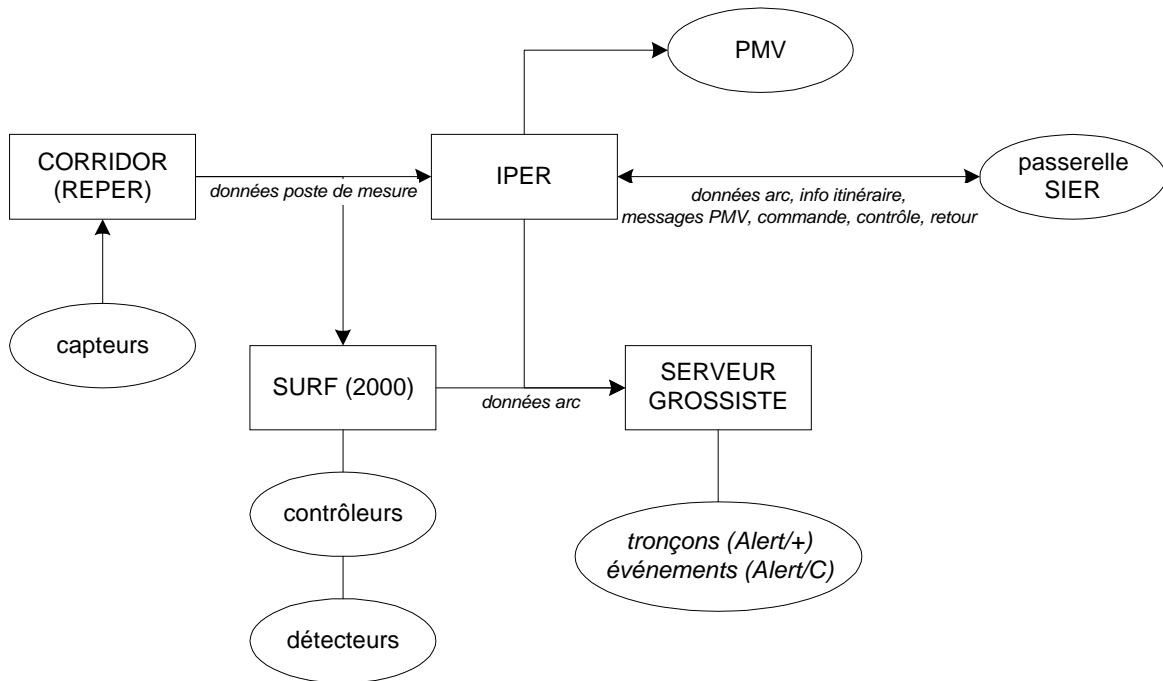 PMV
CORRIDOR
(REPER)
données poste de mesure
IPER
données arc, info itinéraire,
messages PMV, commande, contrôle, retour
passerelle
SIER
capteurs
SURF (2000)
données arc
SERVEUR
GROSSISTE
contrôleurs
tronçons (Alert/+)
événements (Alert/C)
détecteurs